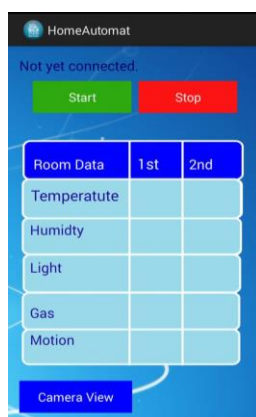 HomeAutomat
Not yet connected.
Start Stop
Room Data 1st 2nd
Temperatute
Humidty
Light
Gas
Motion
Camera View